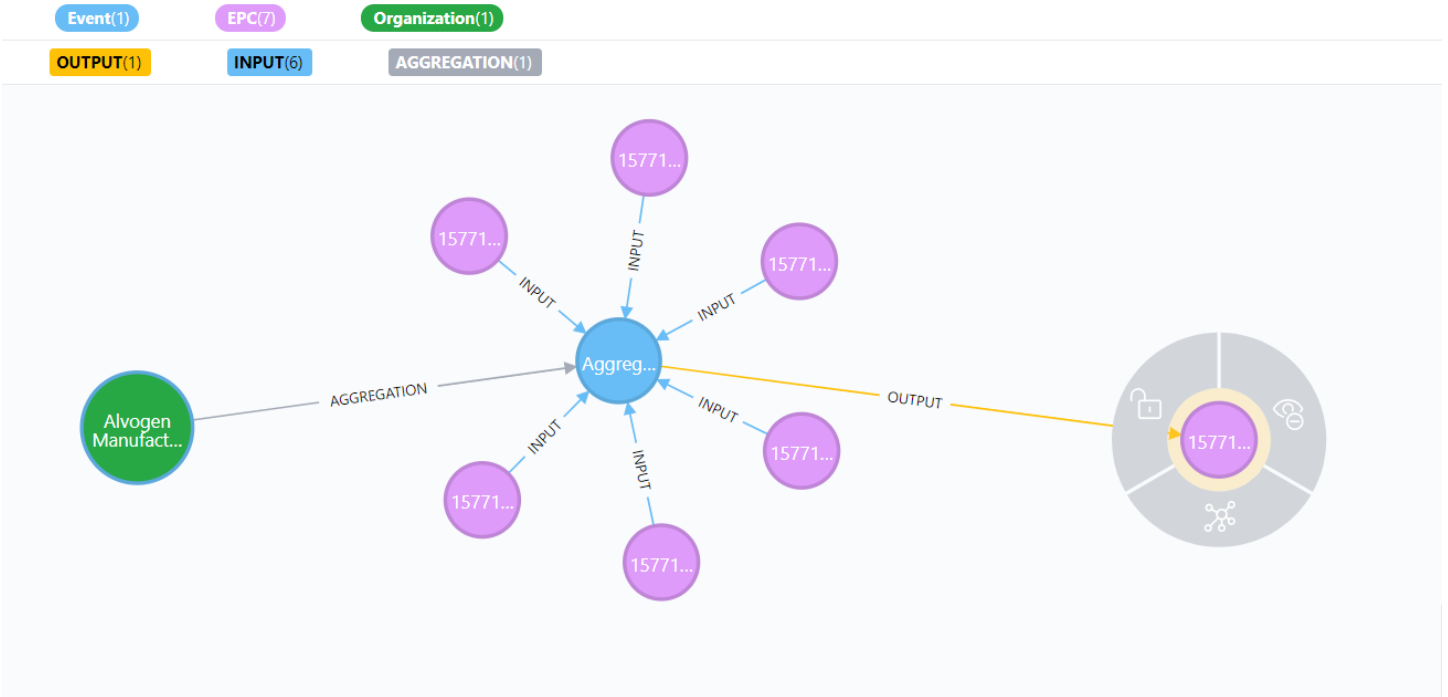 Event(1) EPC(7) Organization(1)
OUTPUT(1) INPUT(6) AGGREGATION(1)
15771...
15771...
INPUT
15771...
INPUT
INPUT
Aggreg...
AGGREGATION
OUTPUT
Alvogen
Manufact...
INPUT
15771...
INPUT
15771...
INPUT
15771...
15771...